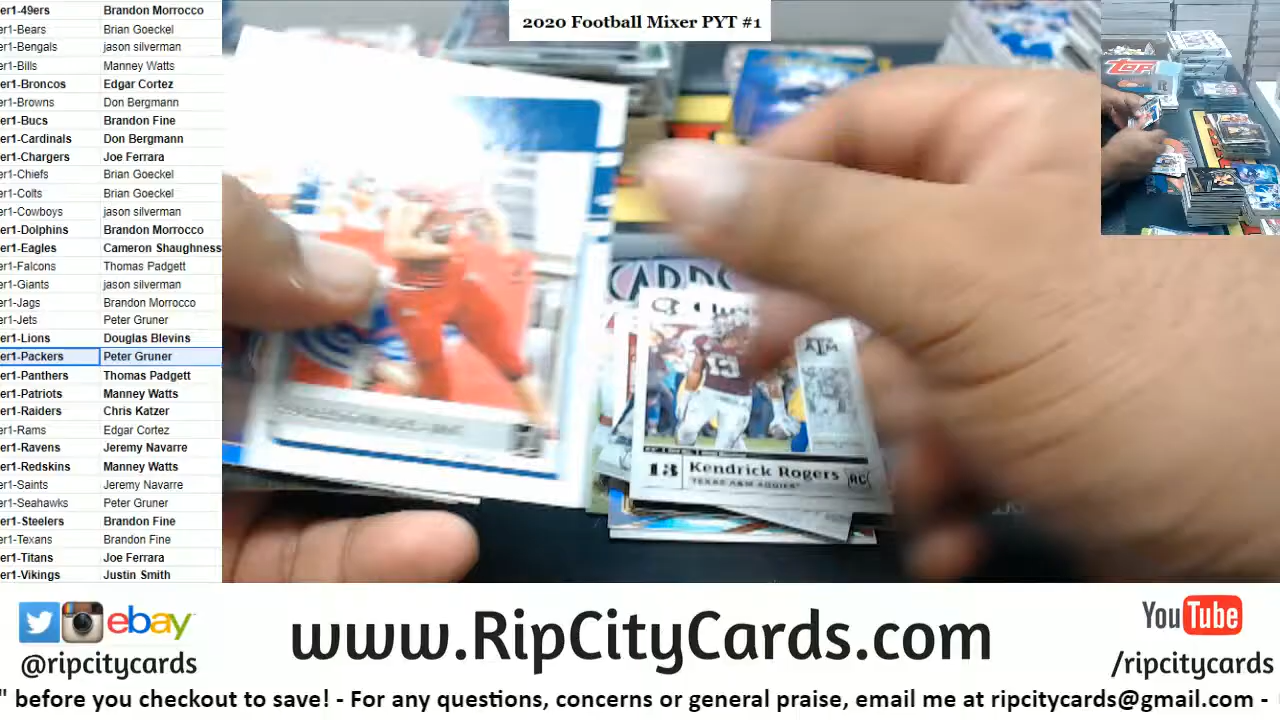 2020 Football Mixer PYT #1
er1-49ers Brandon Morrocco
er1-Bears Brian Goeckel
er1-Bengals jason silverman
er1-Bills Manney Watts
er1-Broncos Edgar Cortez
er1-Browns Don Bergmann
er1-Bucs Brandon Fine
er1-Cardinals Don Bergmann
er1-Chargers Joe Ferrara
er1-Chiefs Brian Goeckel
er1-Colts Brian Goeckel
er1-Cowboys jason silverman
er1-Dolphins Brandon Morrocco
er1-Eagles Cameron Shaughness
er1-Falcons Thomas Padgett
er1-Giants jason silverman
er1-Jags Brandon Morrocco
er1-Jets Peter Gruner
er1-Lions Douglas Blevins
er1-Packers Peter Gruner
er1-Panthers Thomas Padgett
er1-Patriots Manney Watts
er1-Raiders Chris Katzer
er1-Rams Edgar Cortez
er1-Ravens Jeremy Navarre
er1-Redskins Manney Watts
er1-Saints Jeremy Navarre
er1-Seahawks Peter Gruner
er1-Steelers Brandon Fine
er1-Texans Brandon Fine
er1-Titans Joe Ferrara
er1-Vikings Justin Smith
CARDS
ATM
13 Kendrick Rogers RC
TEXAS A&M AGGIES
ebay
@ripcitycards
www.RipCityCards.com
YouTube
/ripcitycards
" before you checkout to save! - For any questions, concerns or general praise, email me at ripcitycards@gmail.com -